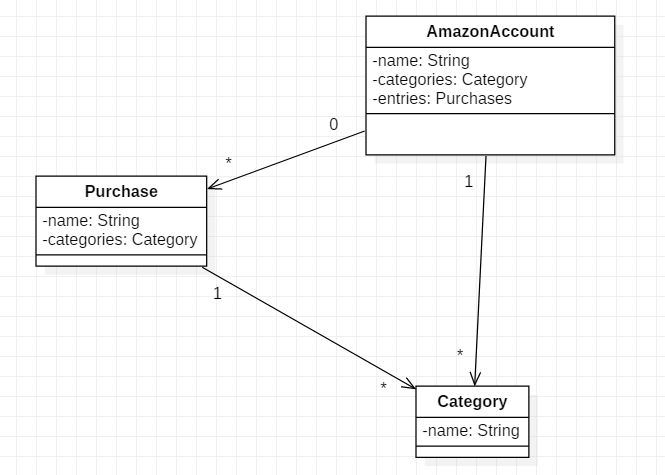 AmazonAccount
-name: String
-categories: Category
-entries: Purchases
0
*
1
Purchase
-name: String
-categories: Category
1
*
*
Category
-name: String